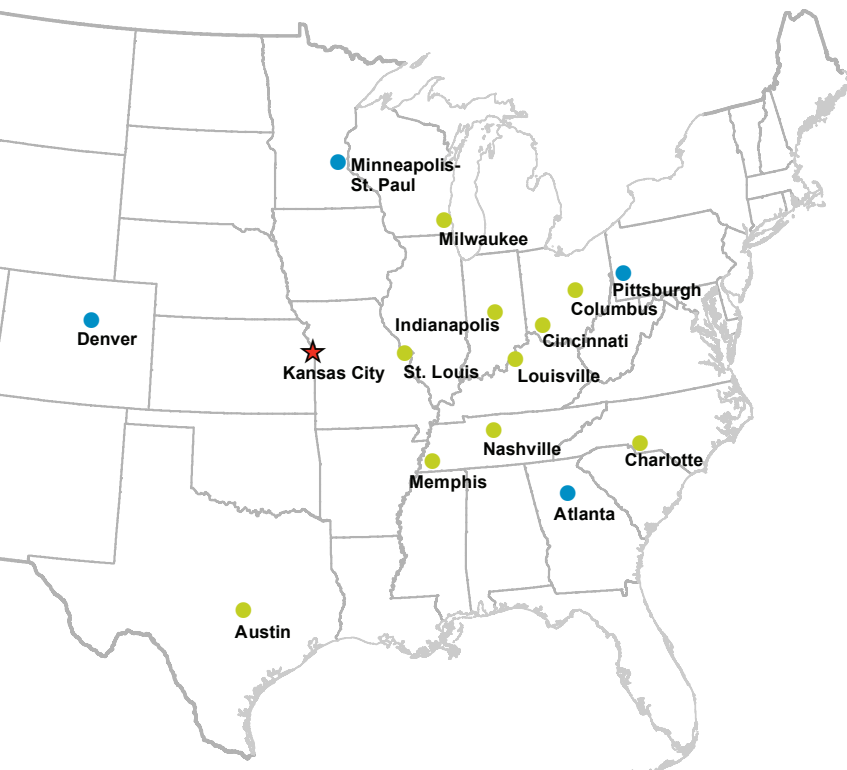 Minneapolis-
St. Paul
Milwaukee
Pittsburgh
Columbus
Indianapolis
Cincinnati
Denver
Kansas City
St. Louis
Louisville
Nashville
Charlotte
Memphis
Atlanta
Austin